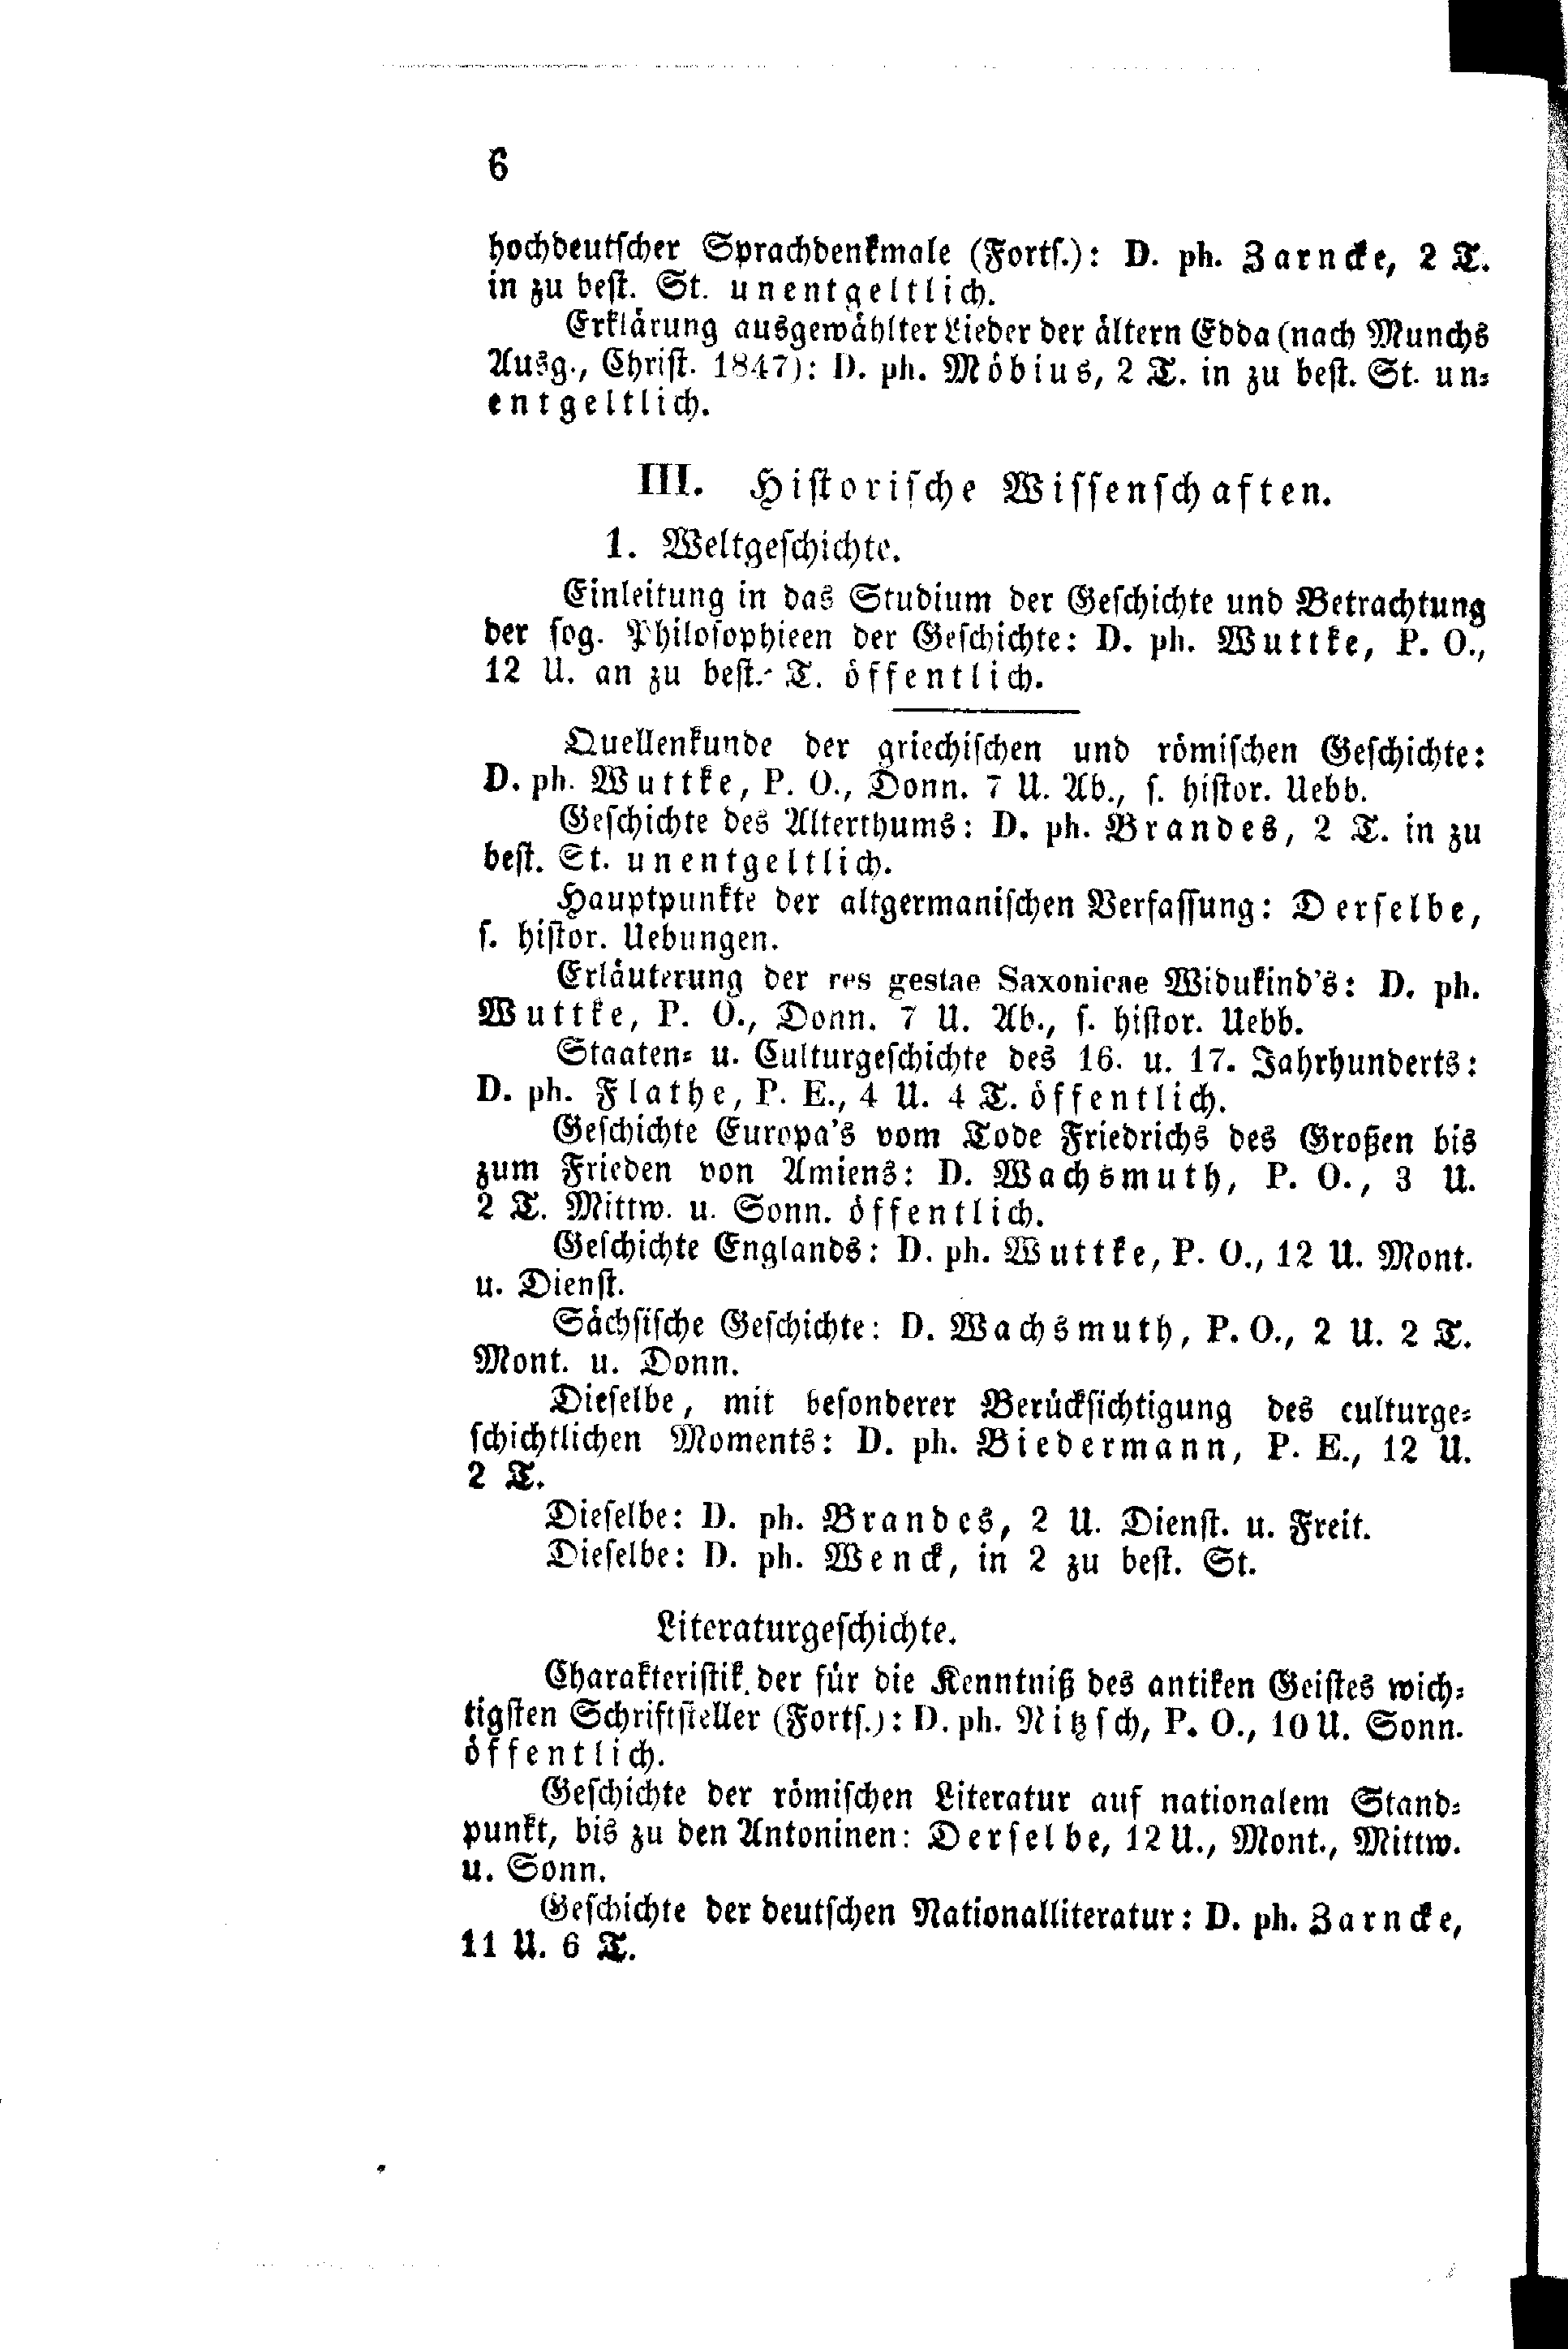 6
hochdeutscher Sprachdenkmale (Forts.): D. ph. Zarncke, 2 T.
in zu best. St. unentgeltlich.
Erklärung ausgewählter Lieder der ältern Edda (nach Munchs
Ausg., Christ. 1847): D. ph. Möbius, 2 T. in zu best. St. un-
entgeltlich.
III. Historische Wissenschaften.
1. Weltgeschichte.
Einleitung in das Studium der Geschichte und Betrachtung
der sog. Philosophieen der Geschichte: D. ph. Wuttke, P. O.,
12 U. an zu best. T. öffentlich.
Quellenkunde der griechischen und römischen Geschichte:
D. ph. Wuttke, P. O., Donn. 7 U. Ab., s. histor. Uebb.
Geschichte des Alterthums: D. ph. Brandes, 2 T. in zu
best. St. unentgeltlich.
Hauptpunkte der altgermanischen Verfassung: Derselbe,
s. histor. Uebungen.
Erläuterung der res gestae Saxonicae Widukind's: D. ph.
Wuttke, P. O., Donn. 7 U. Ab., s. histor. Uebb.
Staaten- u. Culturgeschichte des 16. u. 17. Jahrhunderts:
D. ph. Flathe, P. E., 4 U. 4 T. öffentlich.
Geschichte Europa's vom Tode Friedrichs des Großen bis
zum Frieden von Amiens: D. Wachsmuth, P. O., 3 U.
2 T. Mittw. u. Sonn. öffentlich.
Geschichte Englands: D. ph. Wuttke, P. O., 12 U. Mont.
u. Dienst.
Sächsische Geschichte: D. Wachsmuth, P. O., 2 U. 2 T.
Mont. u. Donn.
Dieselbe, mit besonderer Berücksichtigung des culturge-
schichtlichen Moments: D. ph. Biedermann, P. E., 12 U.
2 T.
Dieselbe: D. ph. Brandes, 2 U. Dienst. u. Freit.
Dieselbe: D. ph. Wenck, in 2 zu best. St.
Literaturgeschichte.
Charakteristik der für die Kenntniß des antiken Geistes wich-
tigsten Schriftsteller (Forts.): D. ph. Nitzsch, P. O., 10 U. Sonn.
öffentlich.
Geschichte der römischen Literatur auf nationalem Stand-
punkt, bis zu den Antoninen: Derselbe, 12 U., Mont., Mittw.
u. Sonn.
Geschichte der deutschen Nationalliteratur: D. ph. Zarncke,
11 U. 6 T.